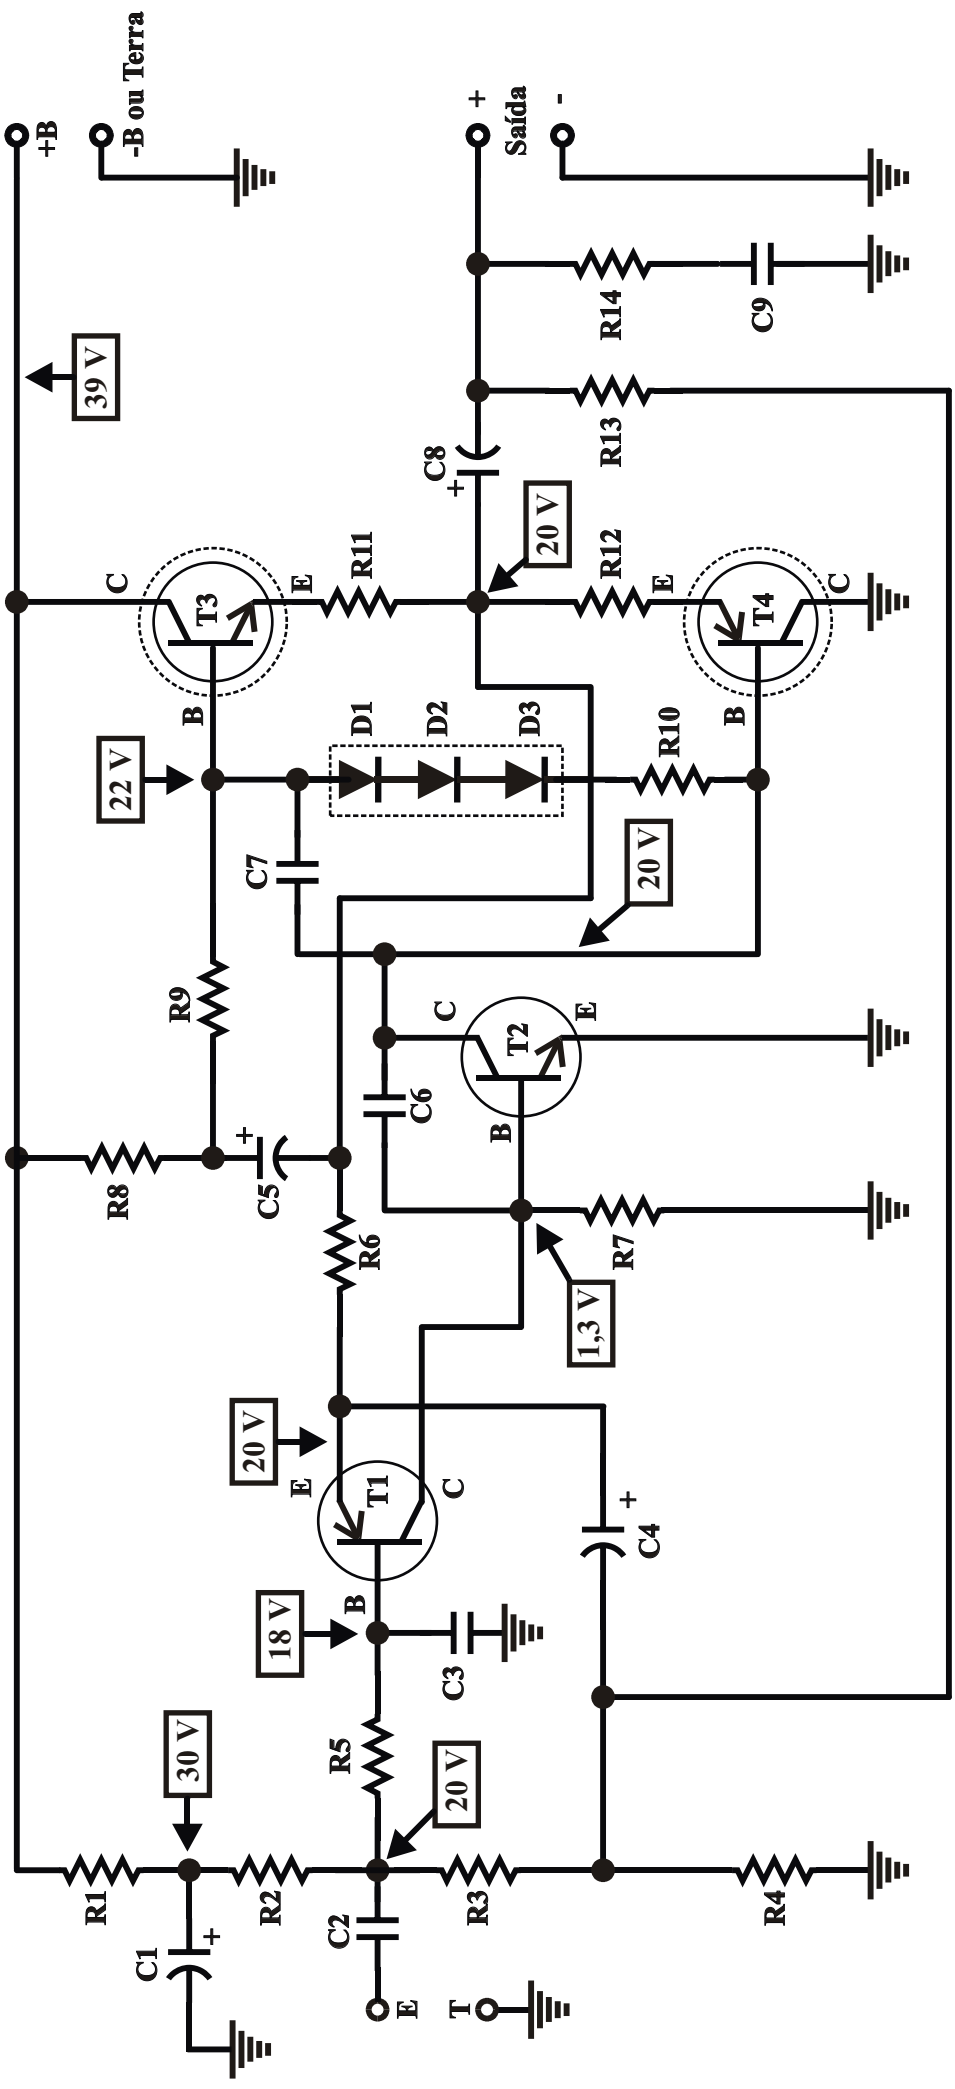 +B
-B ou Terra
39 V
+
Saída
-
R14
C9
R13
C8
+
20 V
R11
R12
C
T3
E
B
E
T4
C
B
22 V
D1
D2
D3
R10
C7
20 V
R9
R8
+
C5
R6
C6
C
T2
E
B
R7
1,3 V
20 V
E
T1
C
B
18 V
C3
+
C4
R5
30 V
20 V
R1
R2
R3
R4
C1
+
C2
E
T